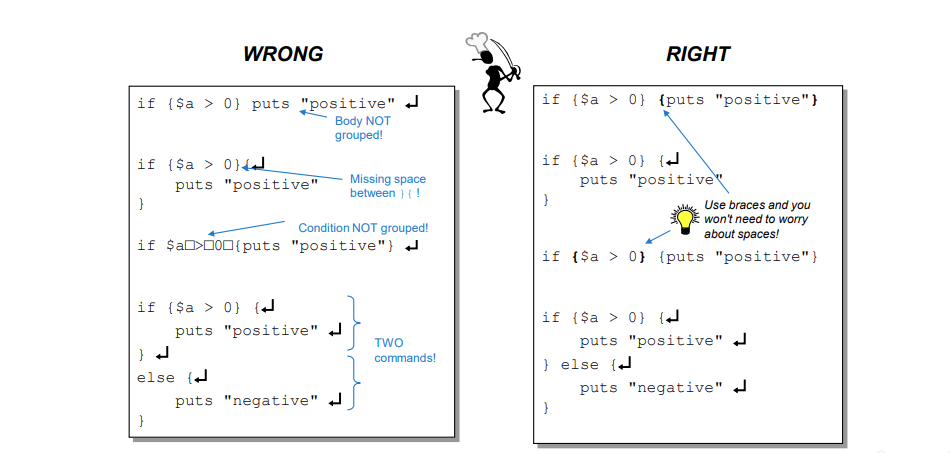 WRONG
if {$a > 0} puts "positive" ↵
Body NOT
grouped!
if {$a > 0}{↵
puts "positive"
Missing space
between }{ !
}
Condition NOT grouped!
if $a□>□0□{puts "positive"} ↵
if {$a > 0} {↵
puts "positive" ↵
} ↵
TWO
commands!
else {↵
puts "negative" ↵
}
RIGHT
if {$a > 0} {puts "positive"}
if {$a > 0} {↵
puts "positive"
}
Use braces and you
won't need to worry
about spaces!
if {$a > 0} {puts "positive"}
if {$a > 0} {↵
puts "positive" ↵
} else {↵
puts "negative" ↵
}